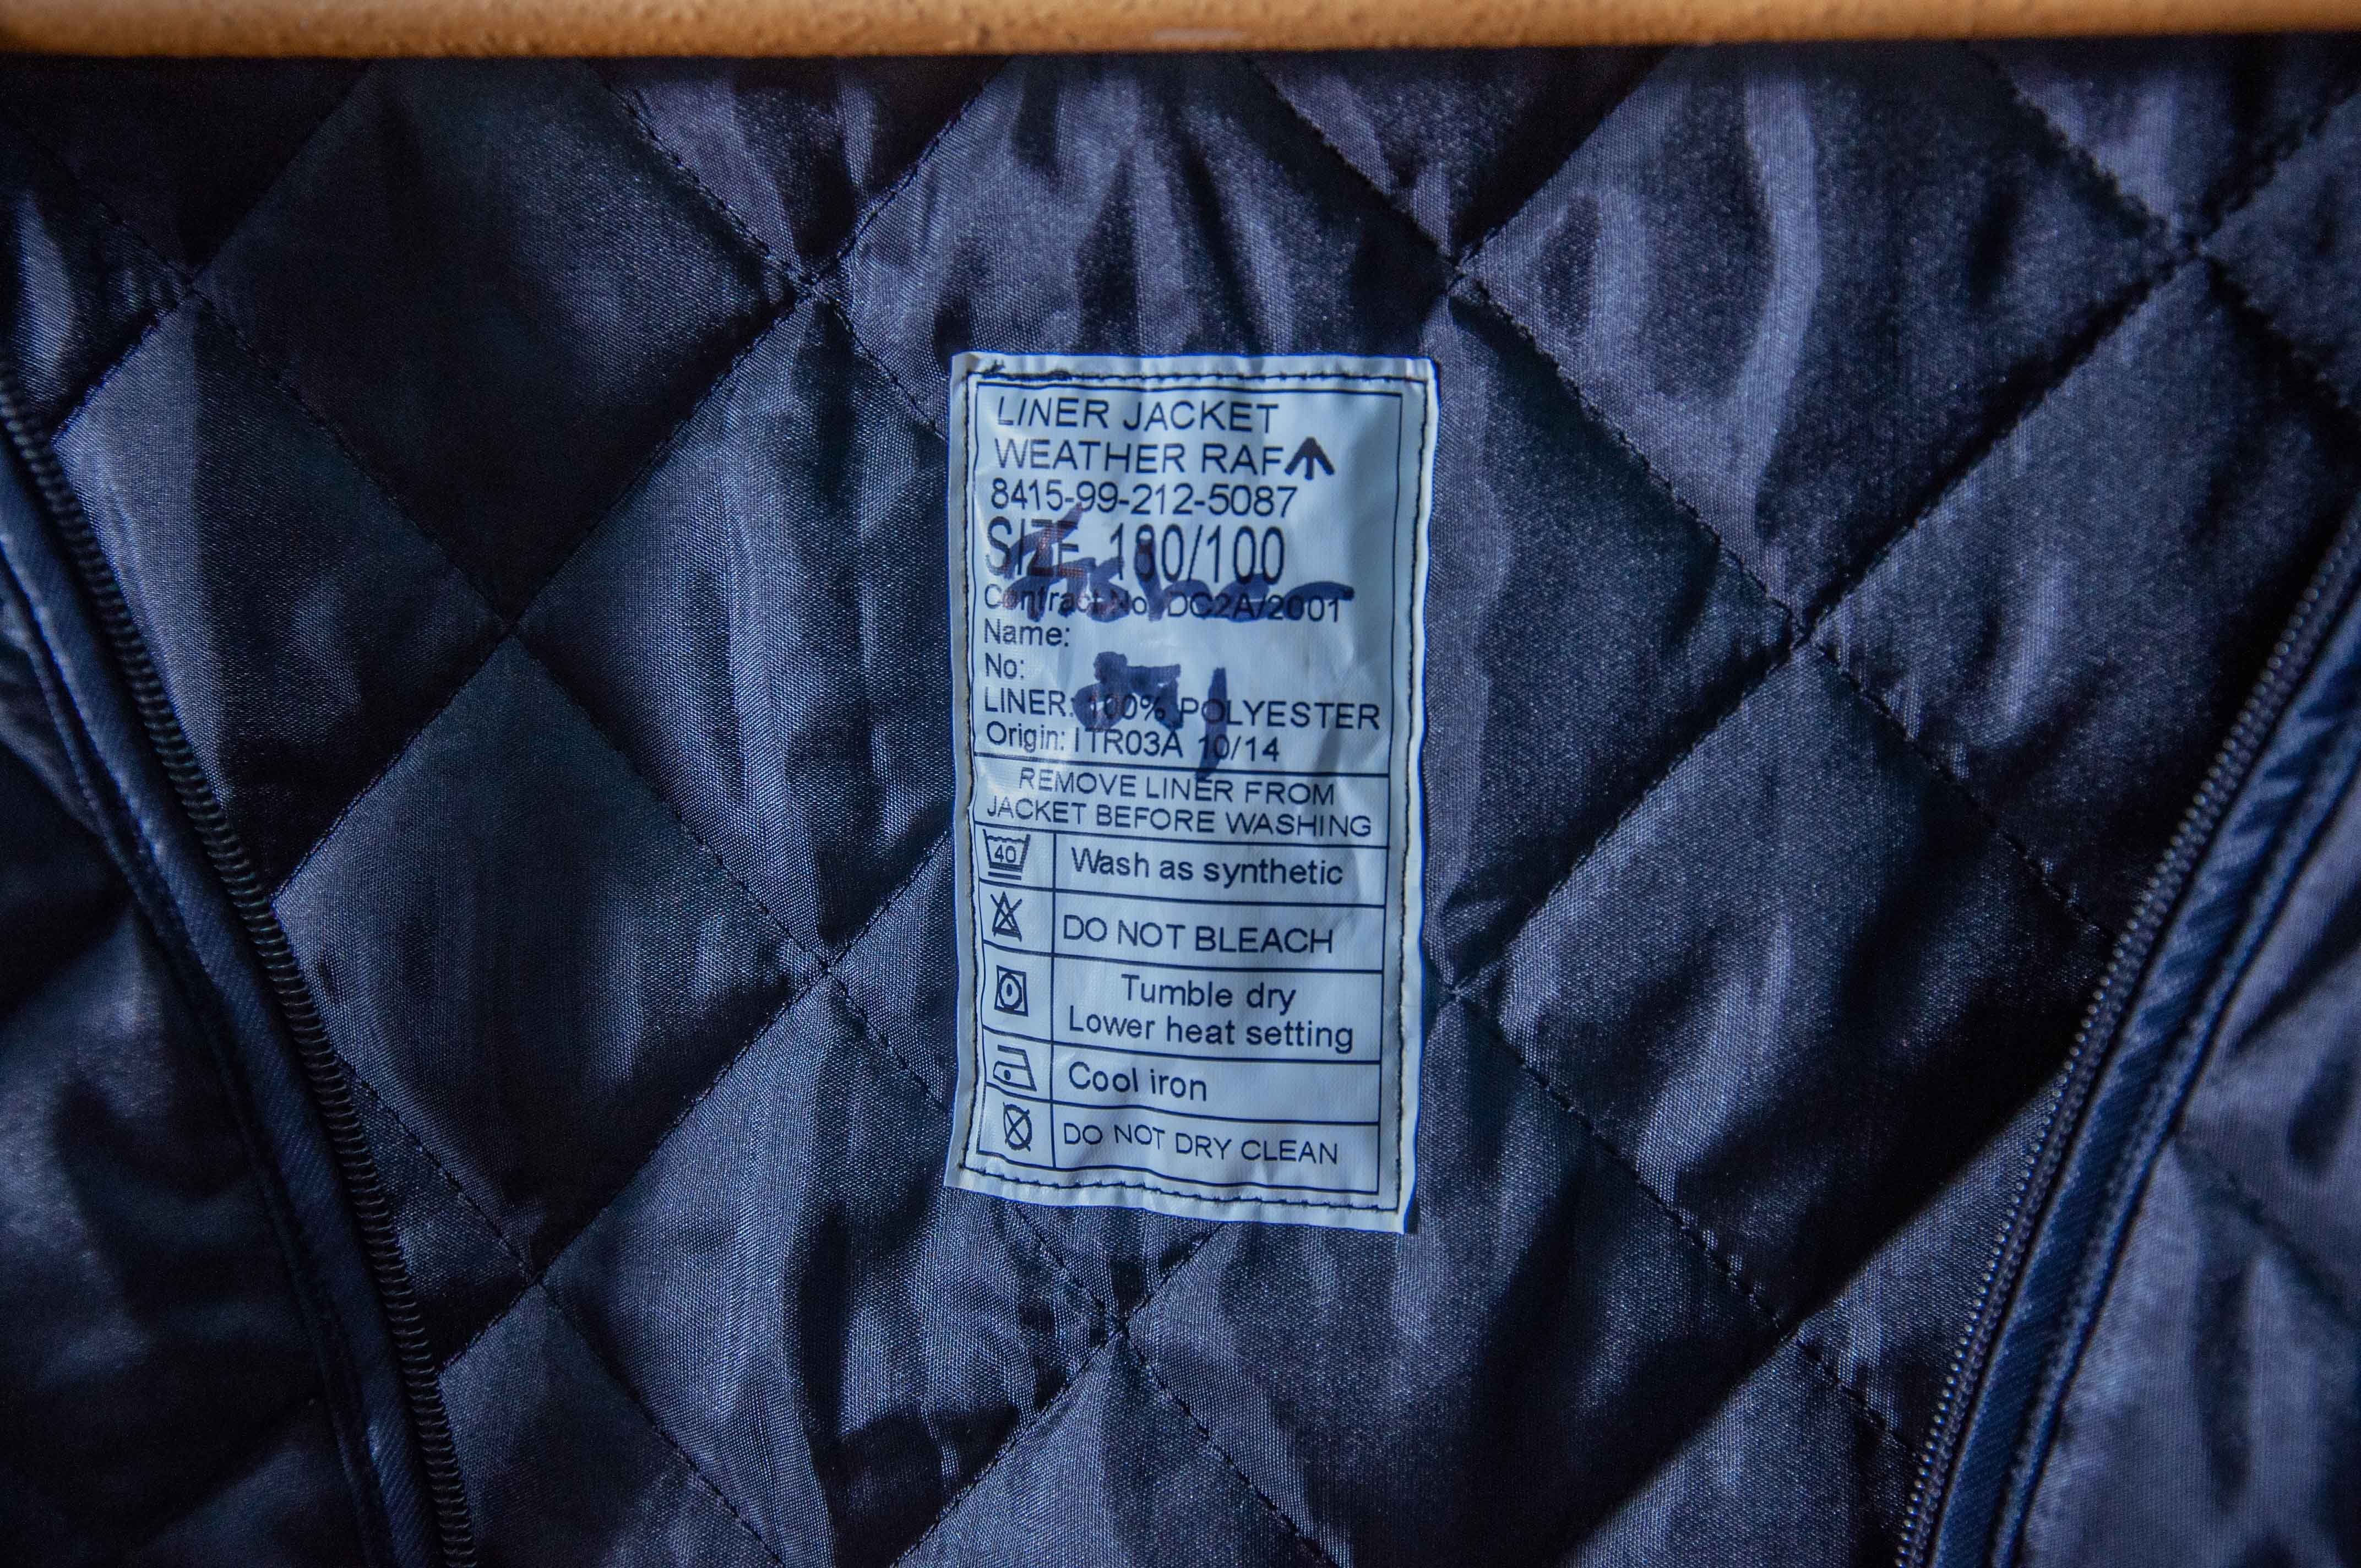 LINER JACKET
WEATHER RAF
8415-99-212-5087
SIZE 180/100
Contract No. DC2A/2001
Name:
No:
LINER: 100% POLYESTER
Origin: ITR03A 10/14
REMOVE LINER FROM
JACKET BEFORE WASHING
40 Wash as synthetic
DO NOT BLEACH
Tumble dry
Lower heat setting
Cool iron
DO NOT DRY CLEAN